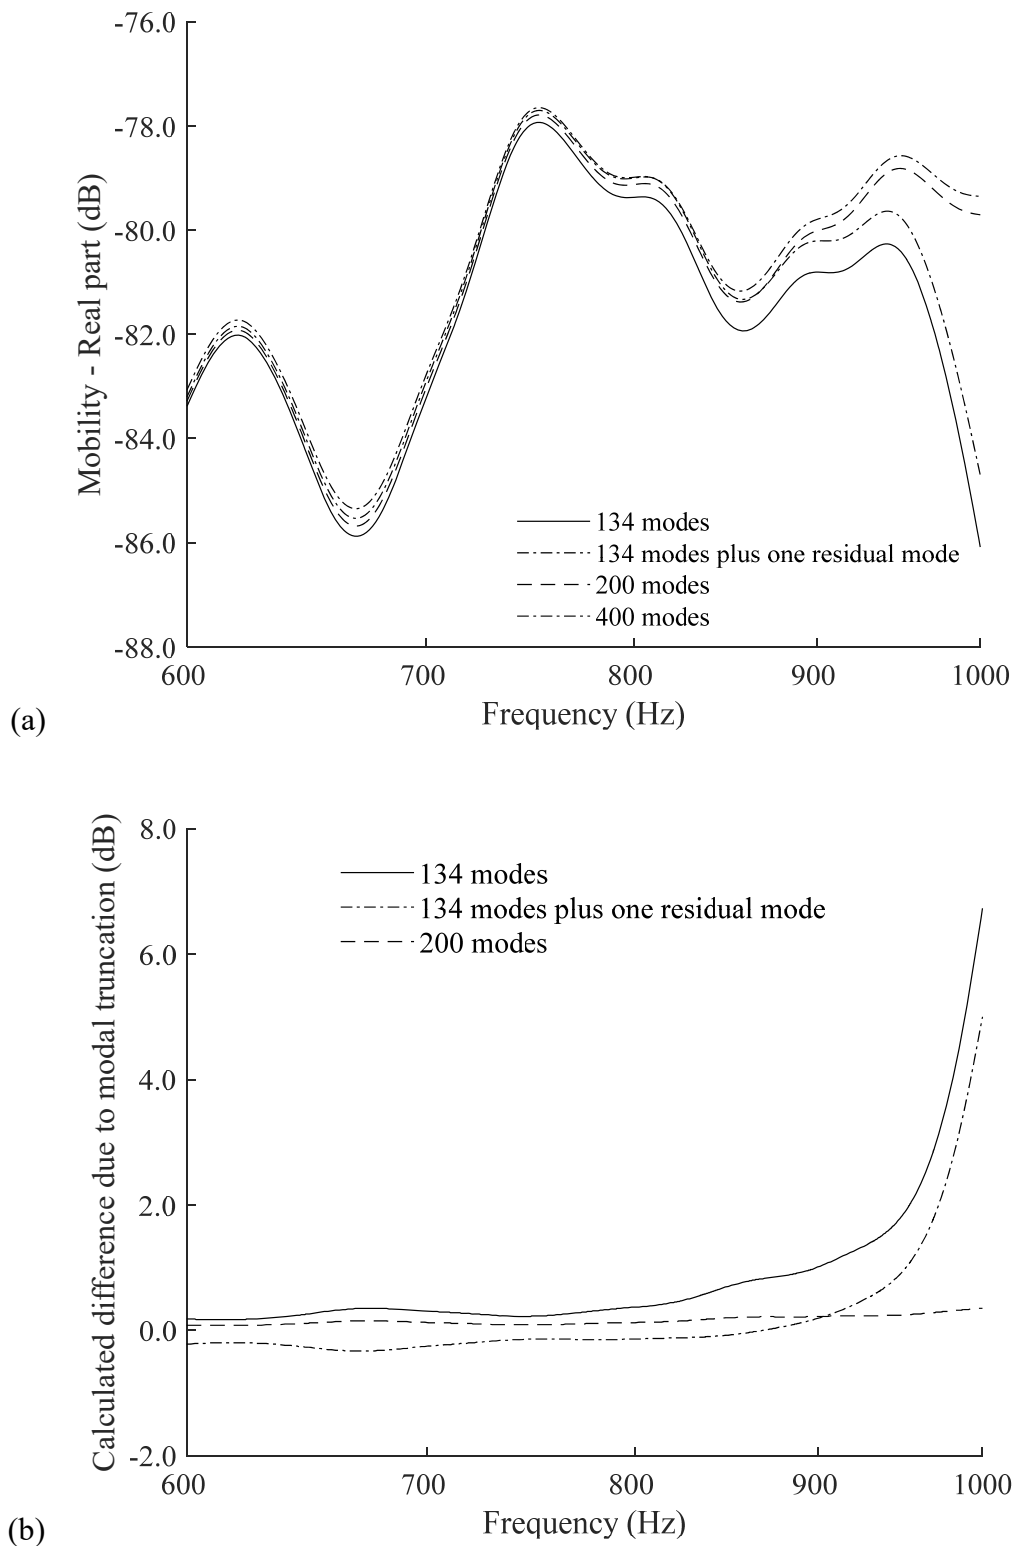 -76.0
-78.0
-80.0
-82.0
-84.0
-86.0
-88.0
Mobility - Real part (dB)
134 modes
134 modes plus one residual mode
200 modes
400 modes
600
700
800
900
1000
Frequency (Hz)
(a)
8.0
6.0
4.0
2.0
0.0
-2.0
Calculated difference due to modal truncation (dB)
134 modes
134 modes plus one residual mode
200 modes
600
700
800
900
1000
Frequency (Hz)
(b)